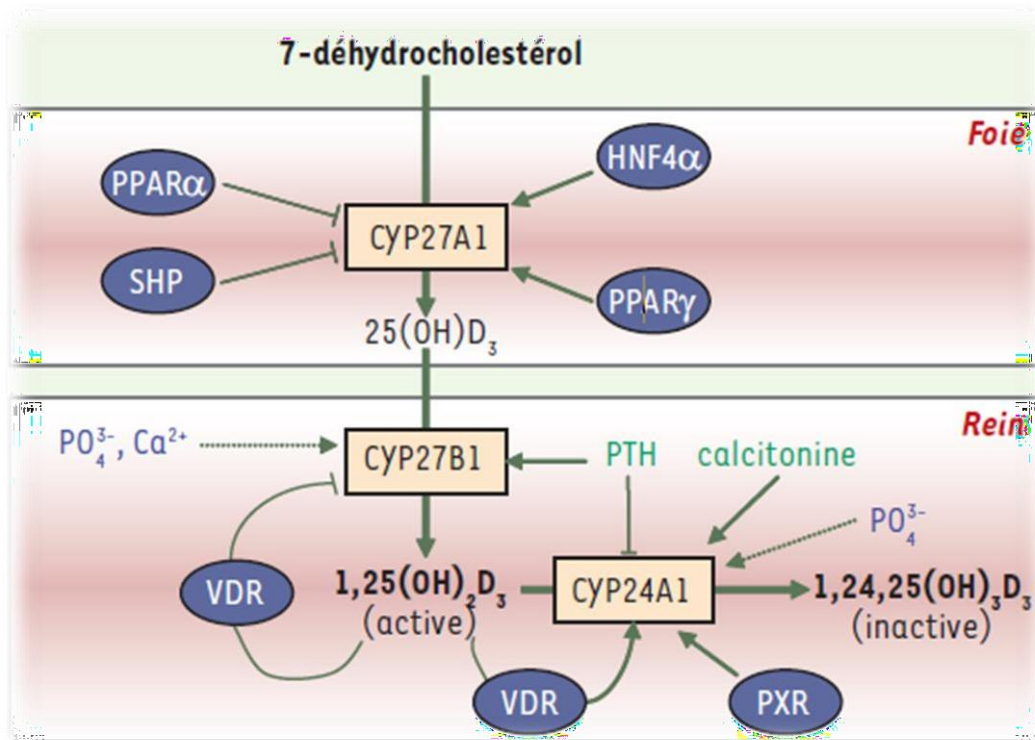 7-déhydrocholestérol
Foie
PPARα
HNF4α
CYP27A1
SHP
PPARγ
25(OH)D₃
Rein
PO₄³⁻, Ca²⁺
CYP27B1
PTH
calcitonine
PO₄³⁻
VDR
1,25(OH)₂D₃
(active)
CYP24A1
1,24,25(OH)₃D₃
(inactive)
VDR
PXR